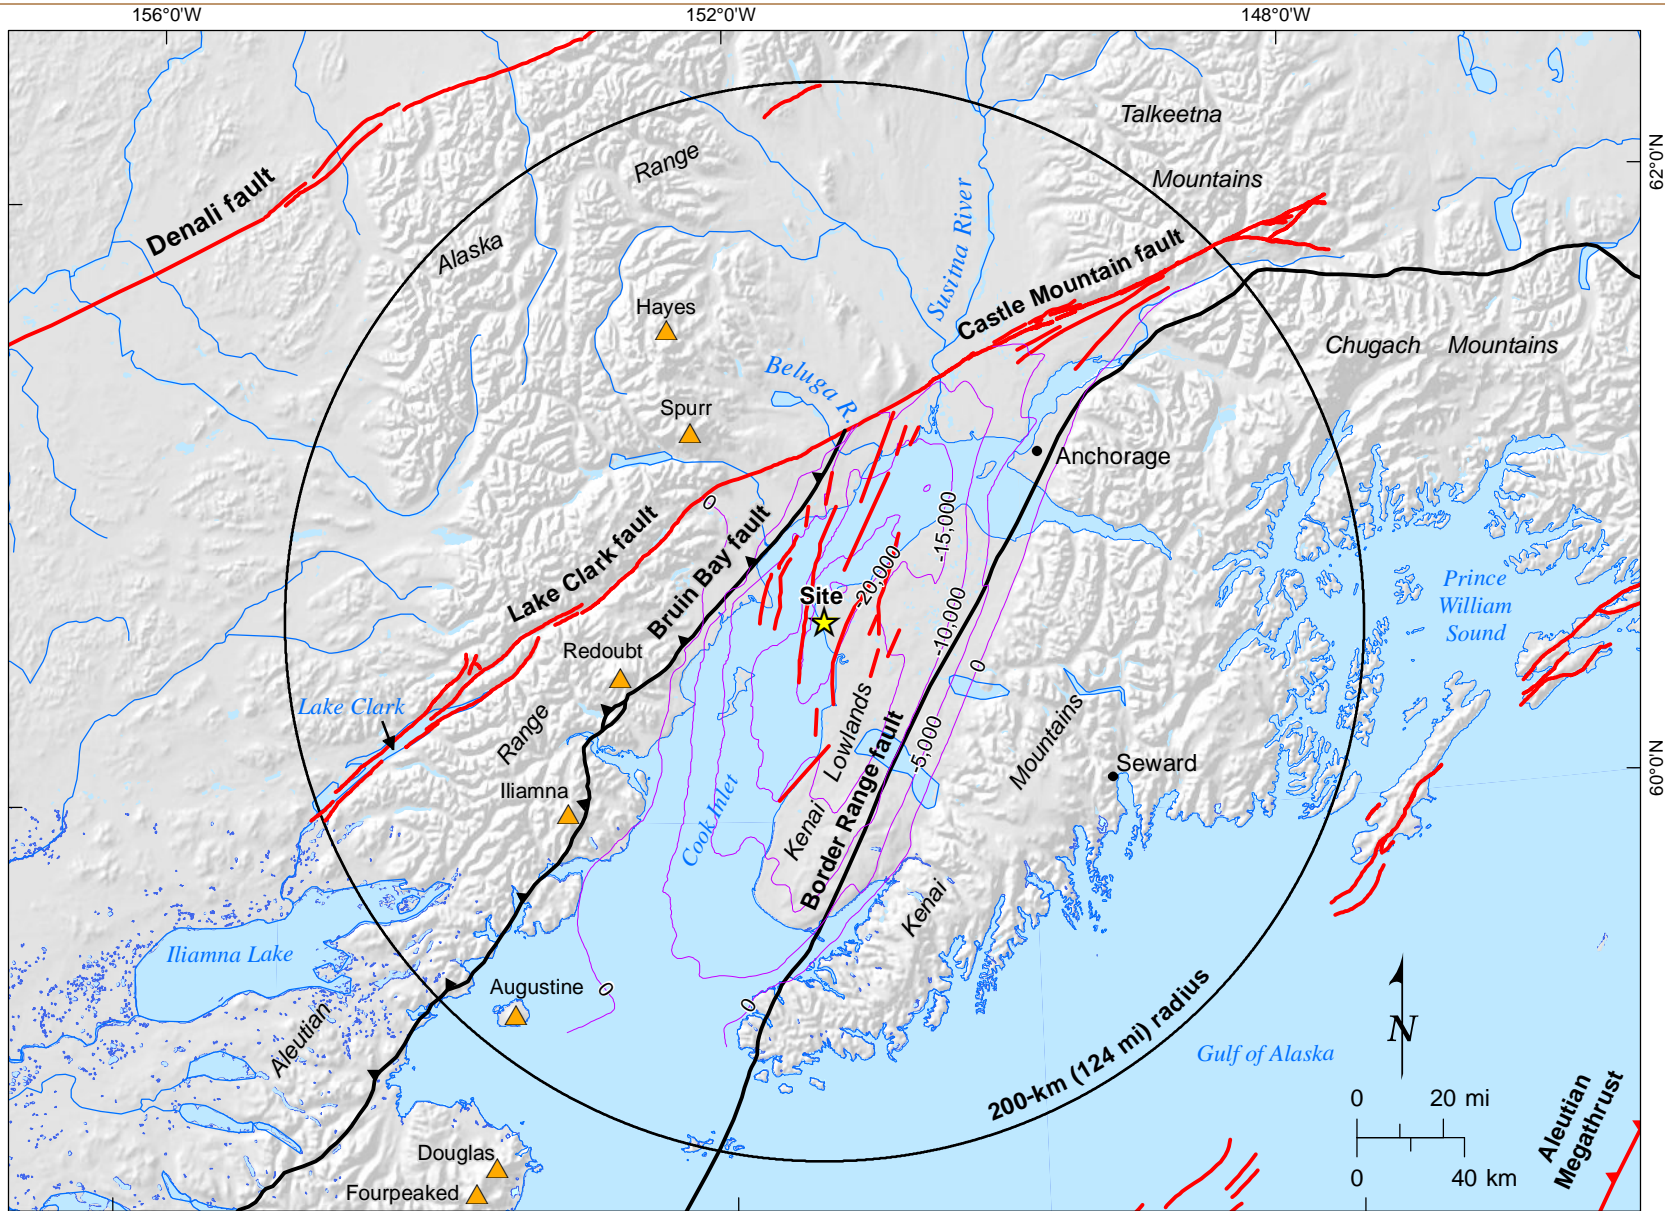 156°0'W
152°0'W
148°0'W
62°0'N
60°0'N
Talkeetna
Mountains
Range
Alaska
Denali fault
Susitna River
Castle Mountain fault
Hayes
Chugach Mountains
Beluga R.
Spurr
Anchorage
0
-15,000
-20,000
-10,000
-5,000
0
Lake Clark fault
Bruin Bay fault
Site
Prince
William
Sound
Redoubt
Lake Clark
Range
Kenai Lowlands
Border Range fault
Mountains
Seward
Iliamna
Cook Inlet
Kenai
Iliamna Lake
Augustine
0
0
Aleutian
200-km (124 mi) radius
Gulf of Alaska
N
0 20 mi
0 40 km
Aleutian
Megathrust
Douglas
Fourpeaked